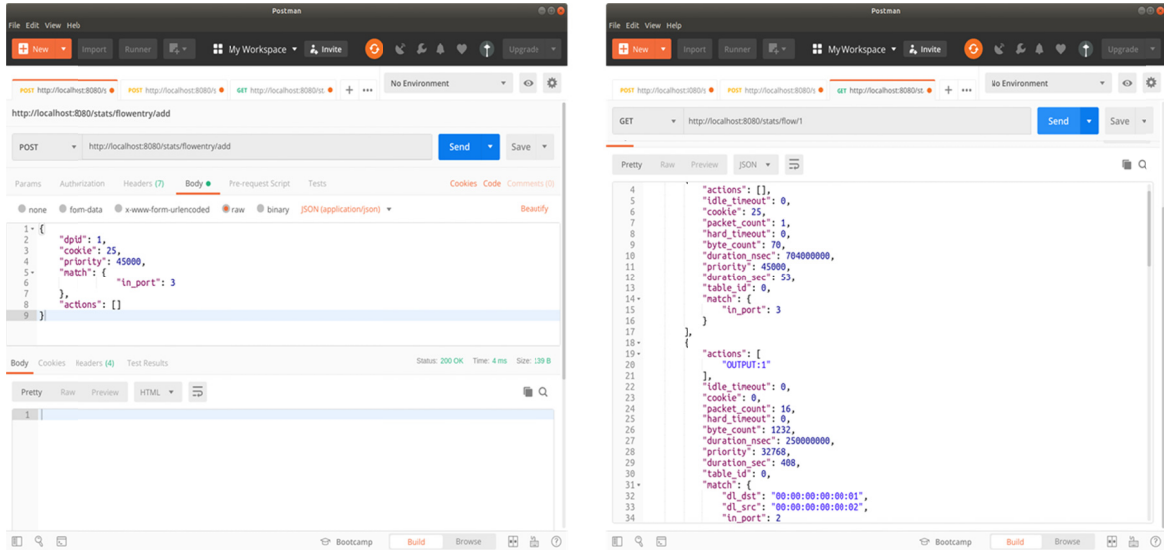 Postman
File Edit View Heb
New Import Runner My Workspace Invite Upgrade
POST http://localhost:8080/s POST http://localhost:8080/s GET http://localhost:8080/st. + ••• No Environment
http://localhost:8080/stats/flowentry/add
POST http://localhost:8080/stats/flowentry/add Send Save
Params Authorization Headers (7) Body Pre-request Script Tests Cookies Code Comments (0)
none fom-data x-www-form-urlencoded raw binary JSON (application/json) Beautify
1 {
2 "dpid": 1,
3 "cookie": 25,
4 "priority": 45000,
5 "match": {
6 "in_port": 3
7 },
8 "actions": []
9 }
Body Cookies Headers (4) Test Results Status: 200 OK Time: 4 ms Size: 139 B
Pretty Raw Preview HTML
1
Bootcamp Build Browse
Postman
File Edit View Help
New Inport Runner My Workspace Invite Upgrade
POST http://localhost:8080/s POST http://localhost:8080/s GET http://localhost:8080/st. + ••• No Environment
GET http://localhost:8080/stats/flow/1 Send Save
Pretty Raw Preview JSON
4 "actions": [],
5 "idle_timeout": 0,
6 "cookie": 25,
7 "packet_count": 1,
8 "hard_timeout": 0,
9 "byte_count": 70,
10 "duration_nsec": 704000000,
11 "priority": 45000,
12 "duration_sec": 53,
13 "table_id": 0,
14 "match": {
15 "in_port": 3
16 }
17 },
18 {
19 "actions": [
20 "OUTPUT:1"
21 ],
22 "idle_timeout": 0,
23 "cookie": 0,
24 "packet_count": 16,
25 "hard_timeout": 0,
26 "byte_count": 1232,
27 "duration_nsec": 250000000,
28 "priority": 32768,
29 "duration_sec": 408,
30 "table_id": 0,
31 "match": {
32 "dl_dst": "00:00:00:00:00:01",
33 "dl_src": "00:00:00:00:00:02",
34 "in_port": 2
Bootcamp Build Browse